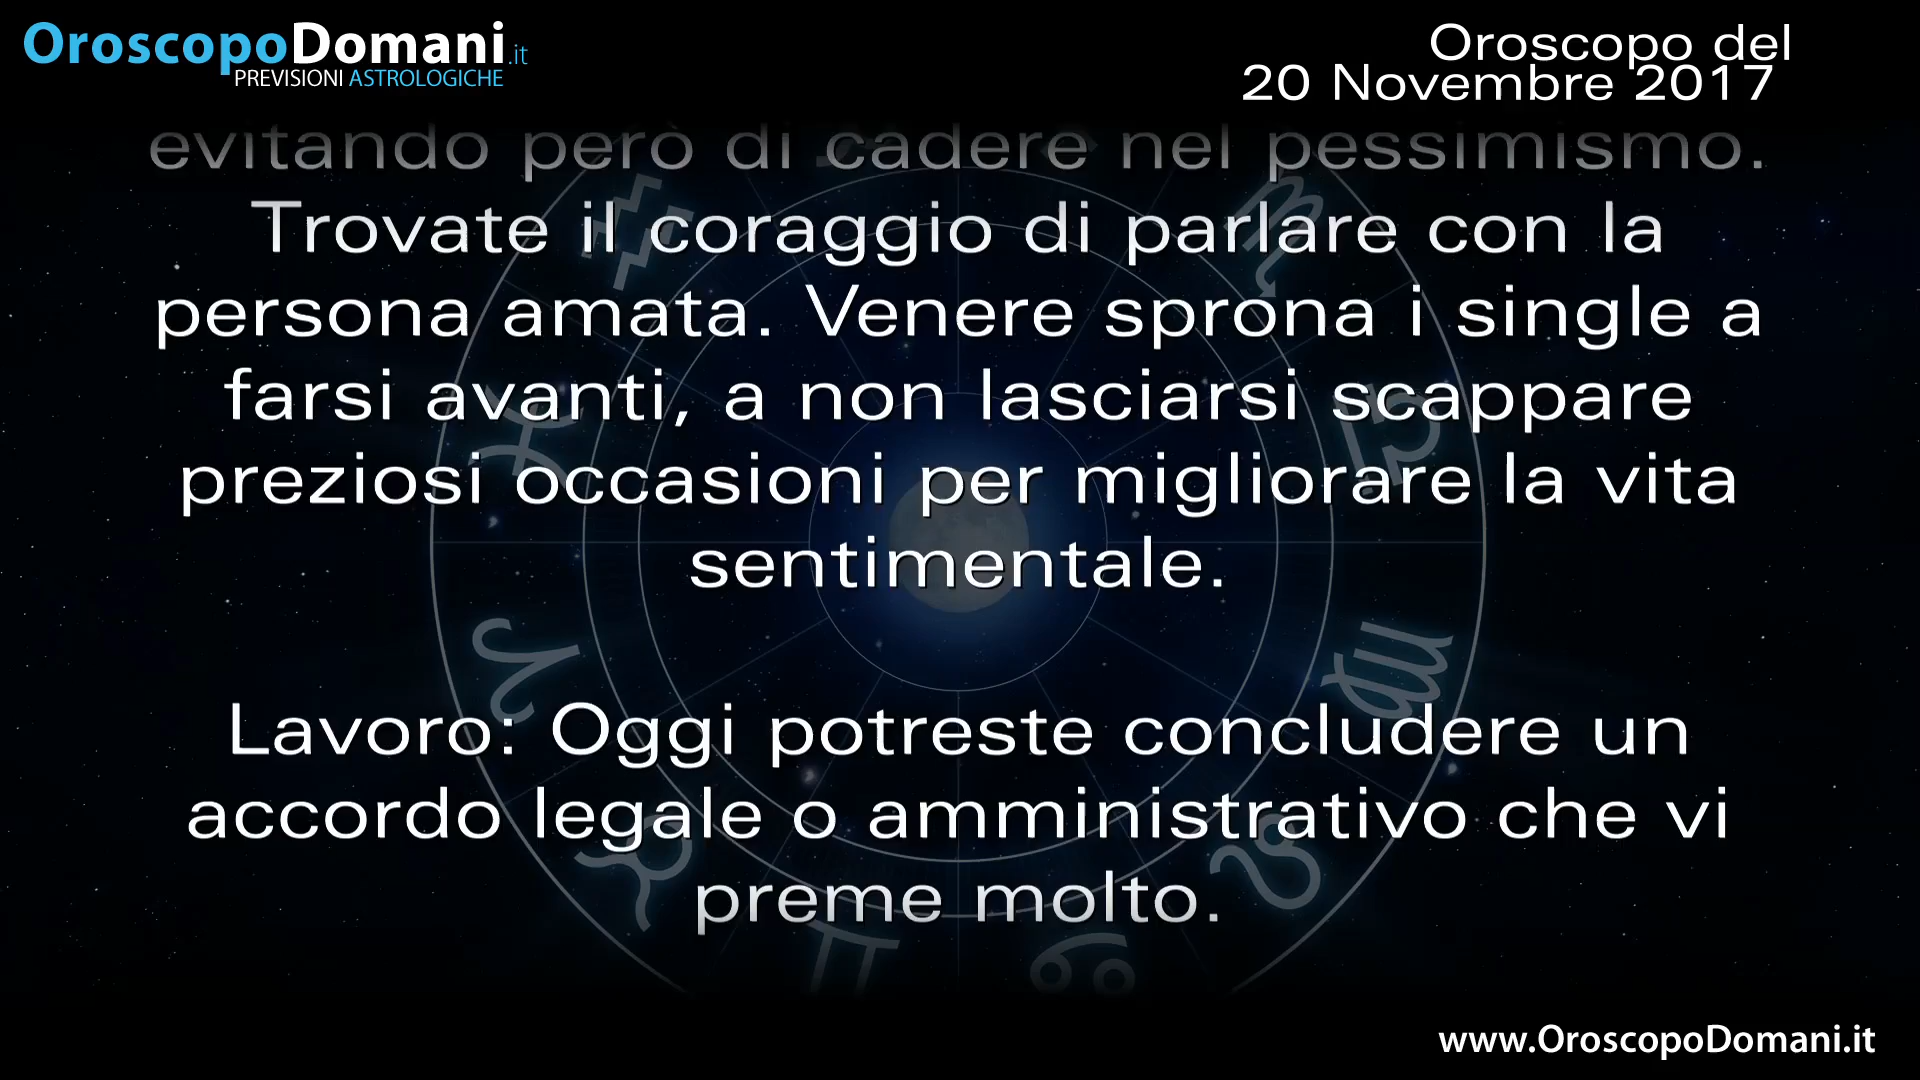 OroscopoDomani.it
PREVISIONI ASTROLOGICHE
Oroscopo del
20 Novembre 2017
evitando però di cadere nel pessimismo.
Trovate il coraggio di parlare con la
persona amata. Venere sprona i single a
farsi avanti, a non lasciarsi scappare
preziosi occasioni per migliorare la vita
sentimentale.
Lavoro: Oggi potreste concludere un
accordo legale o amministrativo che vi
preme molto.
www.OroscopoDomani.it